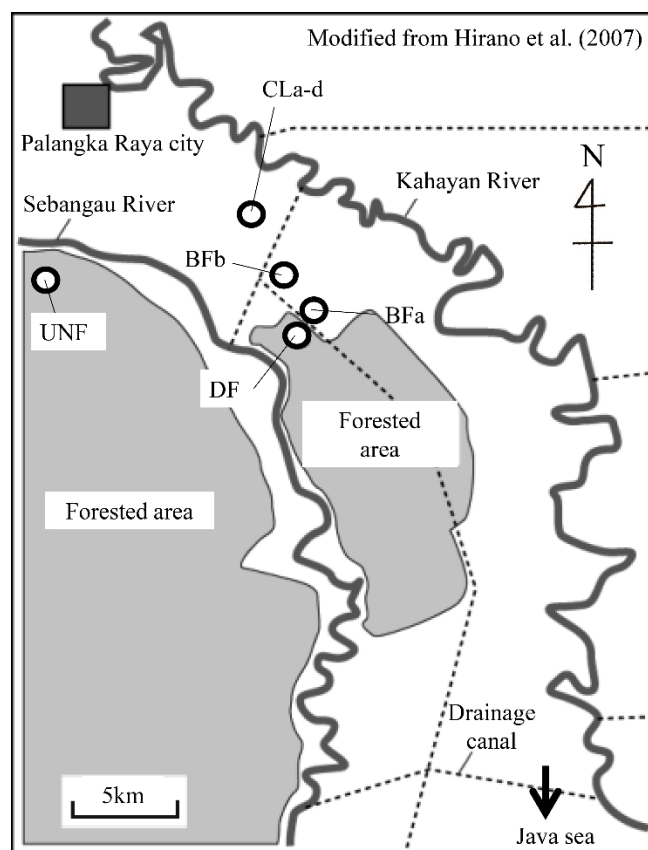 Modified from Hirano et al. (2007)
CLa-d
Palangka Raya city
N
Kahayan River
Sebangau River
BFb
BFa
UNF
DF
Forested
area
Forested area
Drainage
canal
5km
Java sea